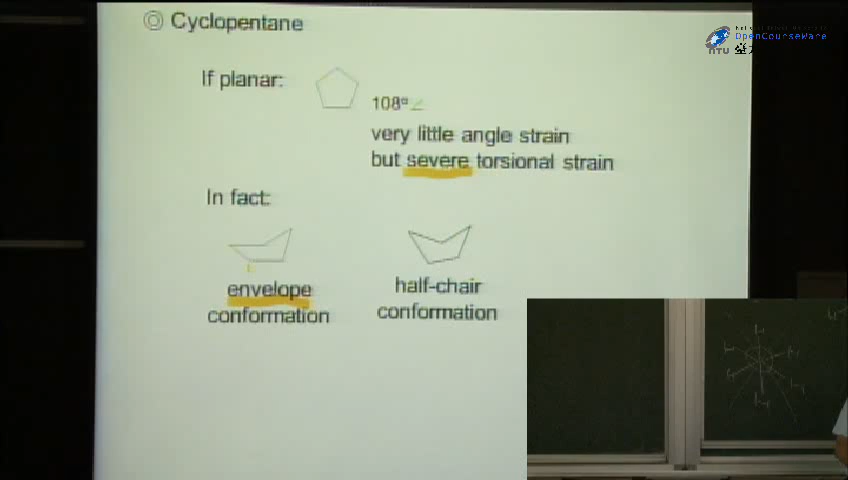 ◎ Cyclopentane
If planar:
108°
very little angle strain
but severe torsional strain
In fact:
envelope
conformation
half-chair
conformation
OpenCourseWare
NTU